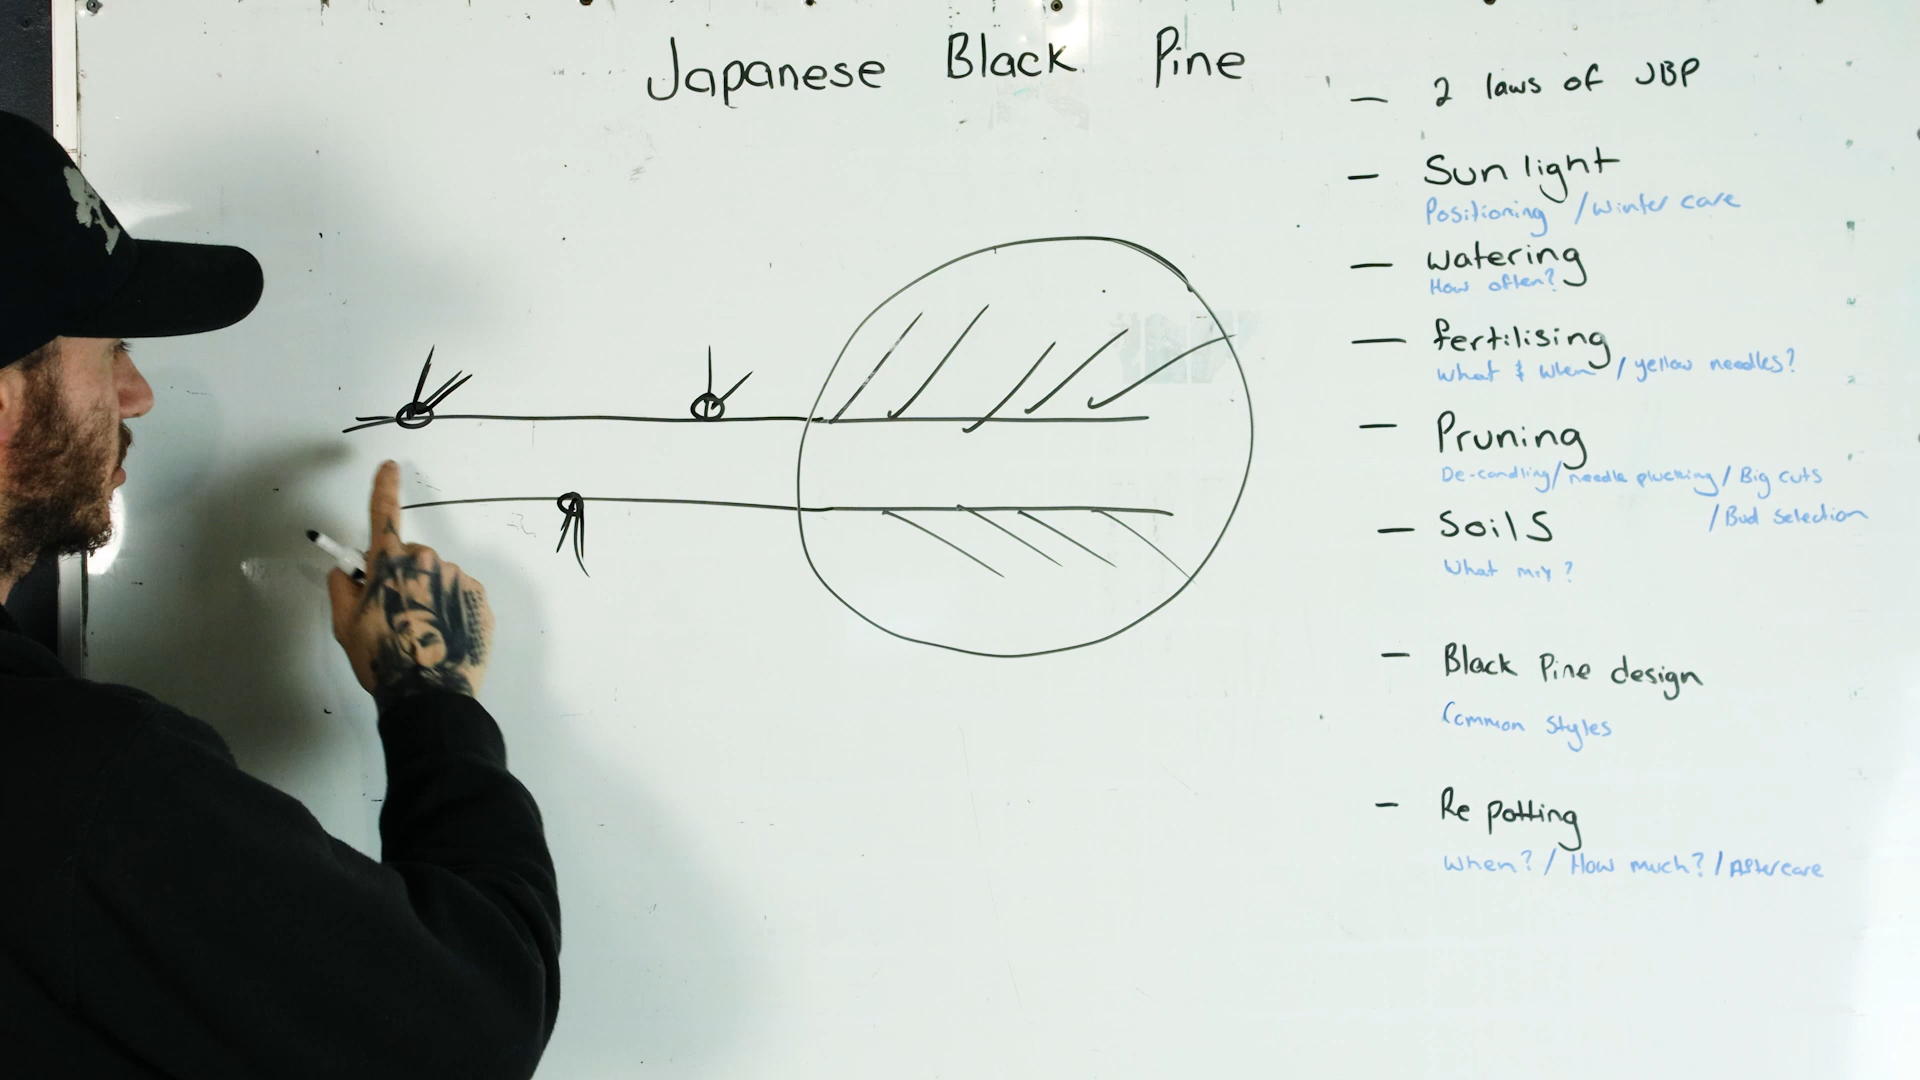 Japanese Black Pine
- 2 laws of JBP
- Sunlight
Positioning / Winter care
- watering
How often?
- fertilising
What & When / yellow needles?
- Pruning
De-candling / needle plucking / Big cuts
/ Bud Selection
- Soils
What mix?
- Black Pine design
Common Styles
- Re potting
When? / How much? / Aftercare